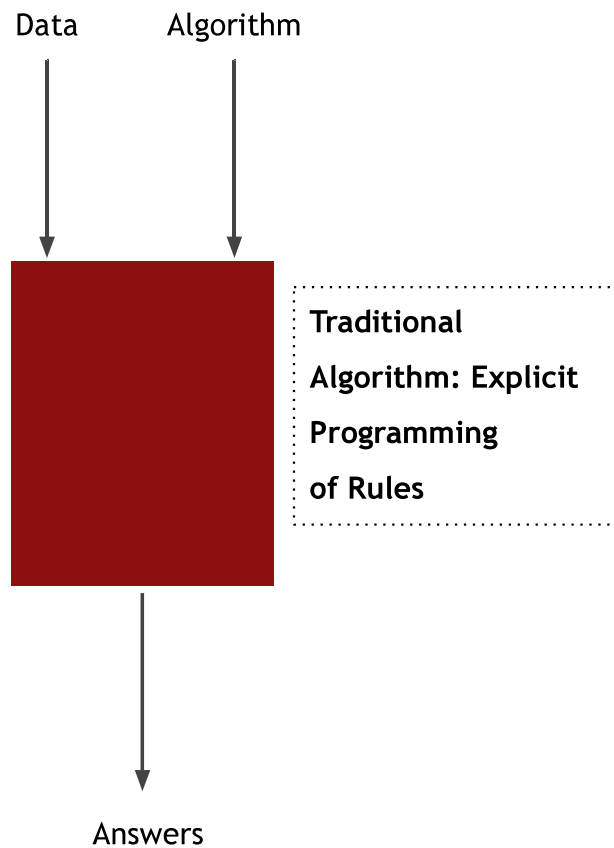 Data
Algorithm
Traditional
Algorithm: Explicit
Programming
of Rules
Answers